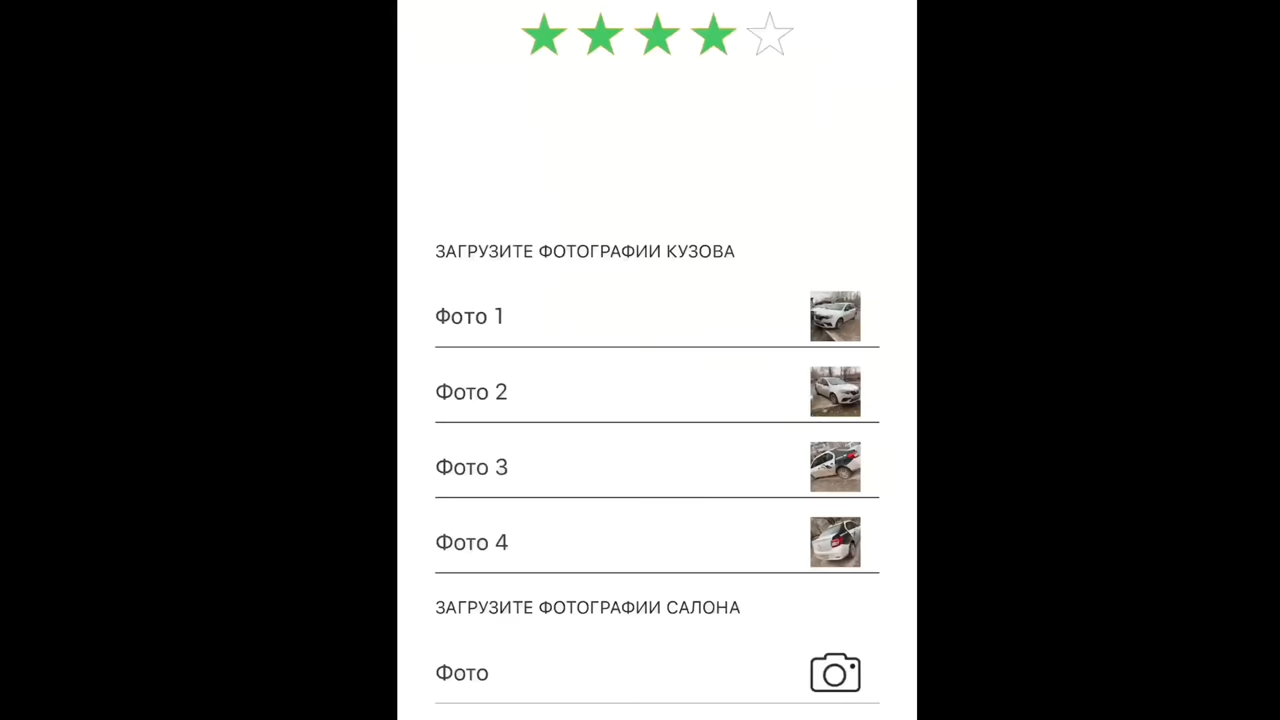 ЗАГРУЗИТЕ ФОТОГРАФИИ КУЗОВА
Фото 1
Фото 2
Фото 3
Фото 4
ЗАГРУЗИТЕ ФОТОГРАФИИ САЛОНА
Фото